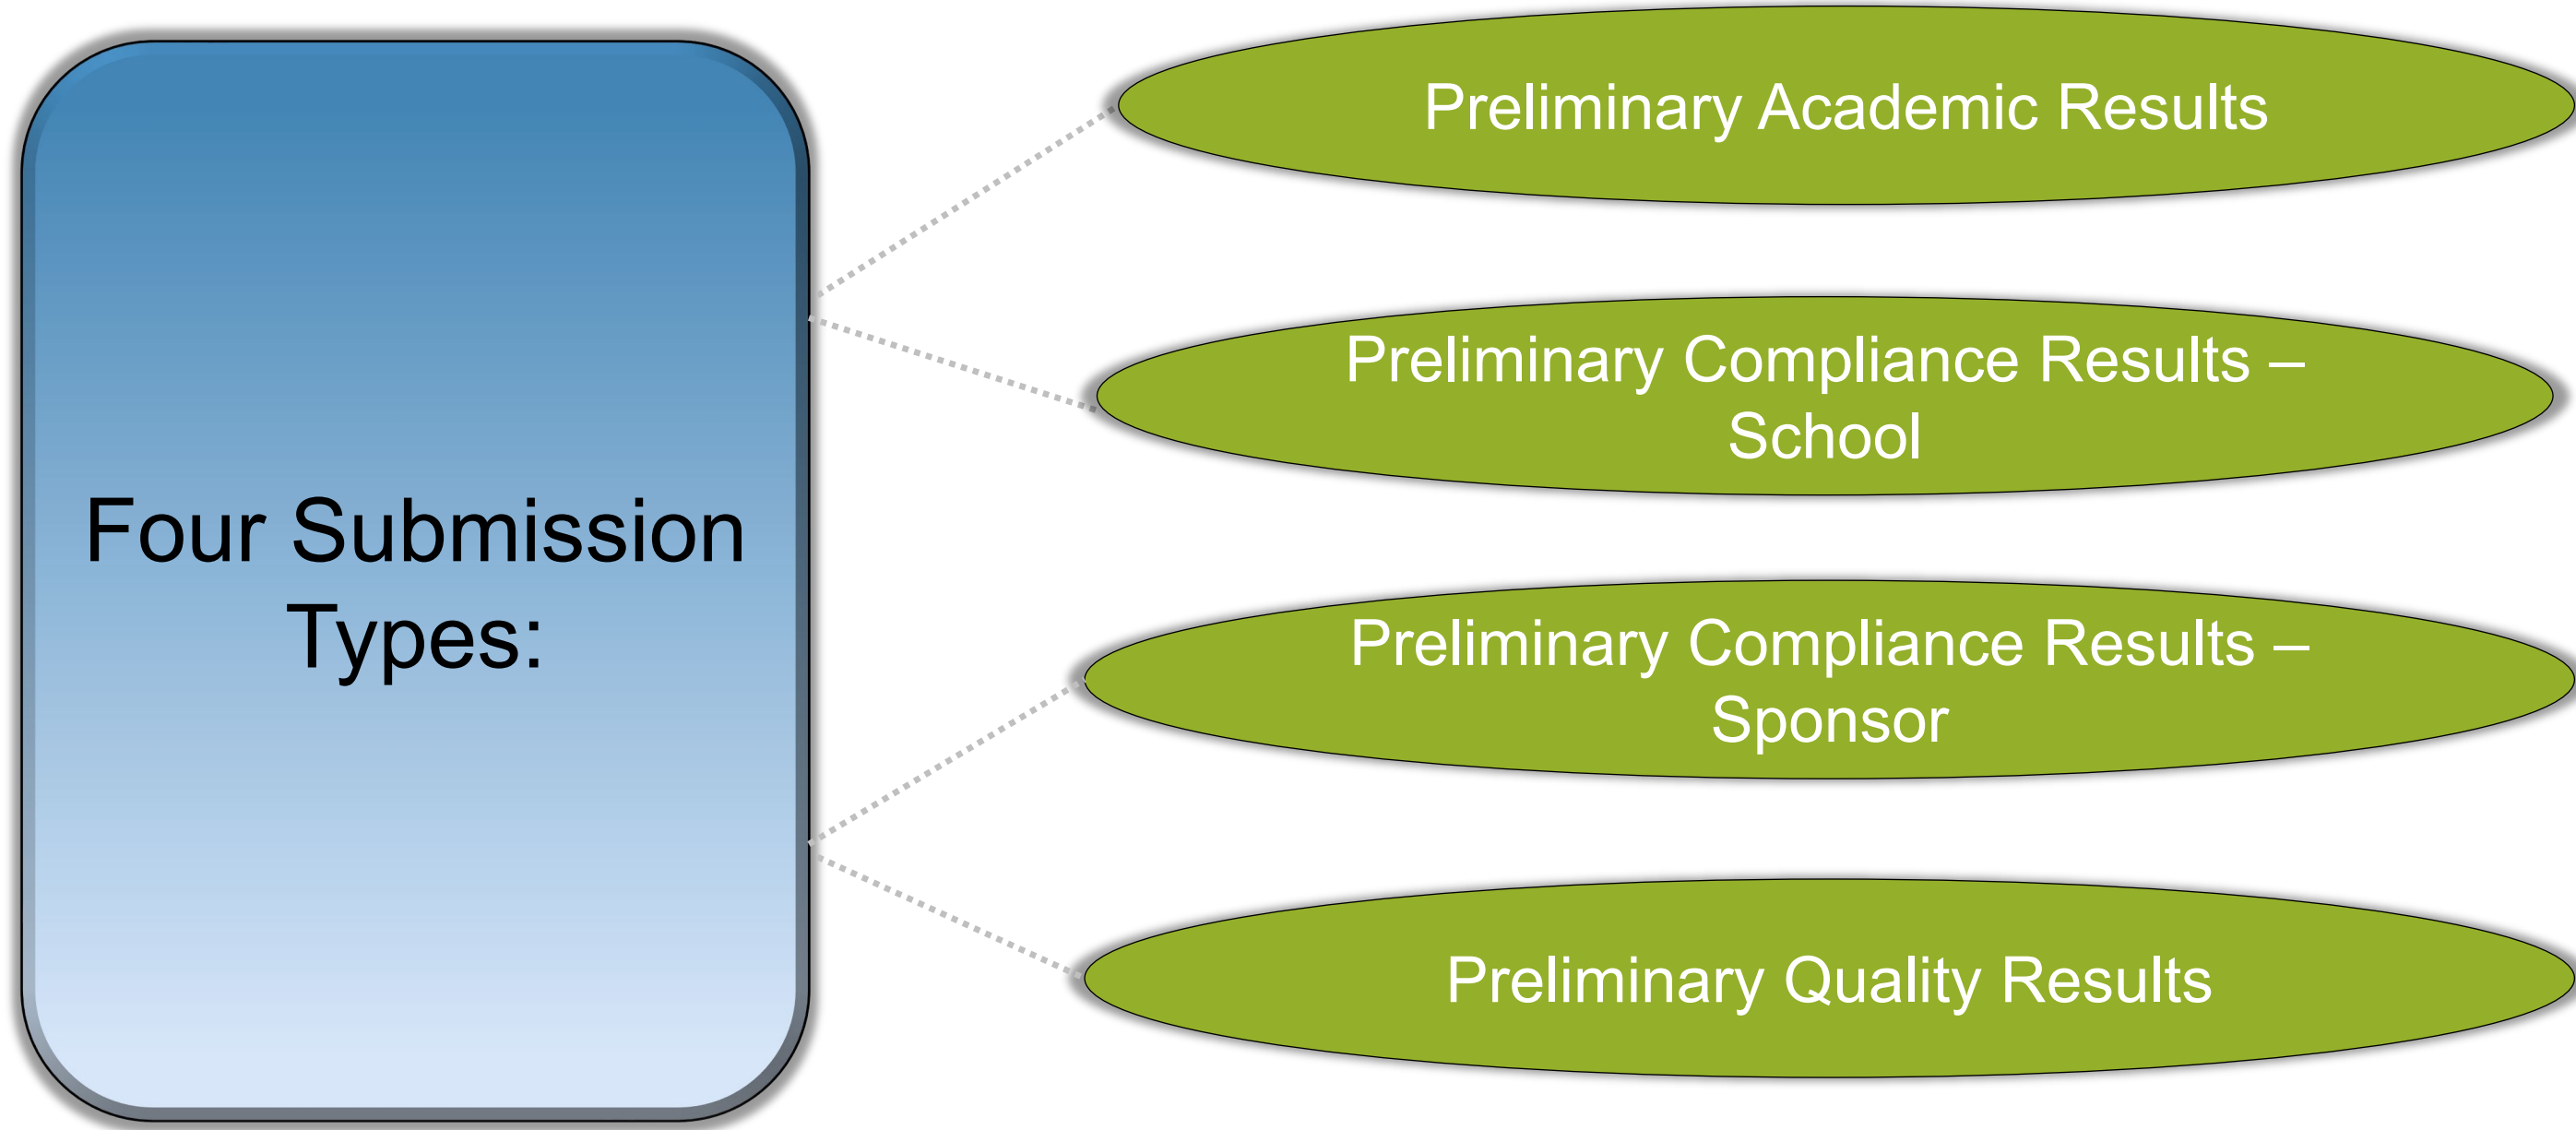 Four Submission
Types:
Preliminary Academic Results
Preliminary Compliance Results –
School
Preliminary Compliance Results –
Sponsor
Preliminary Quality Results